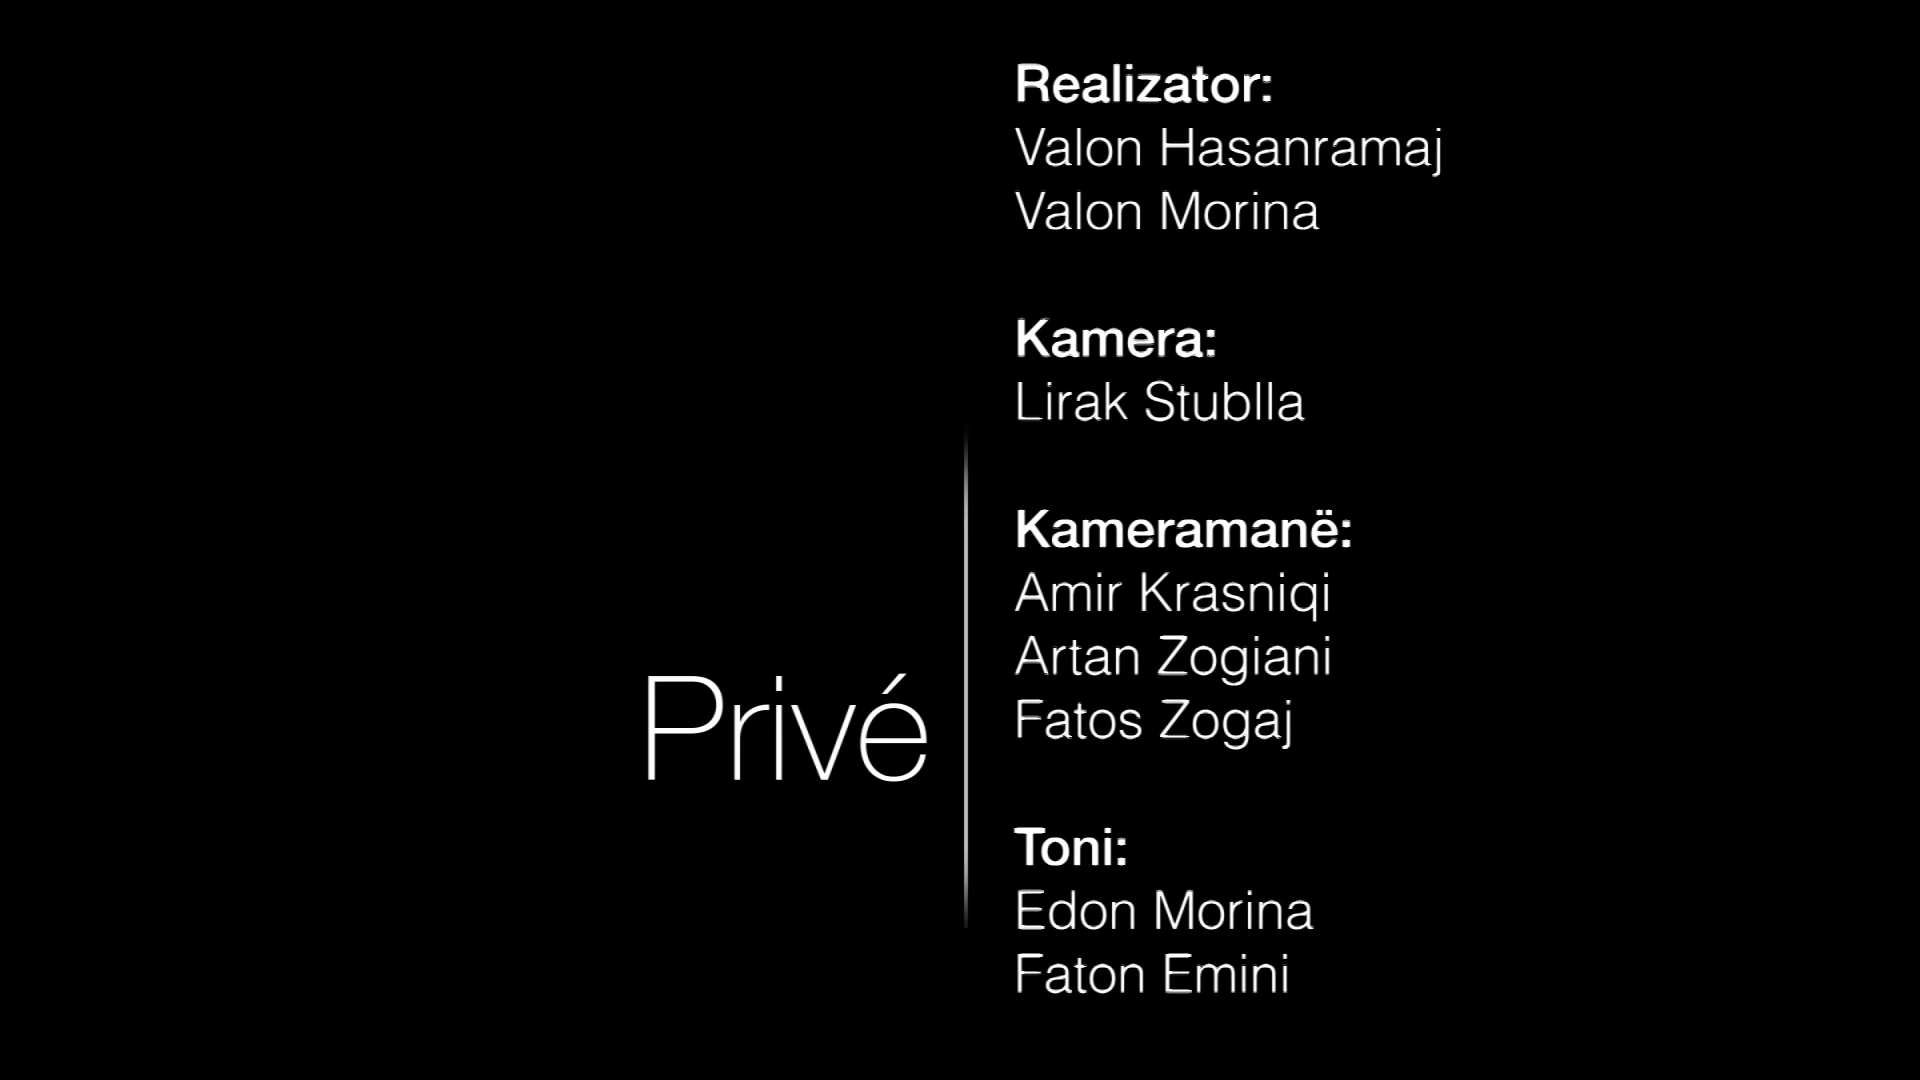 Privé
Realizator:
Valon Hasanramaj
Valon Morina
Kamera:
Lirak Stublla
Kameramanë:
Amir Krasniqi
Artan Zogiani
Fatos Zogaj
Toni:
Edon Morina
Faton Emini